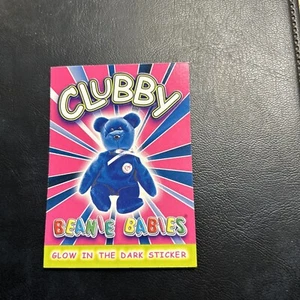 CLUBBY
BEANIE BABIES
GLOW IN THE DARK STICKER